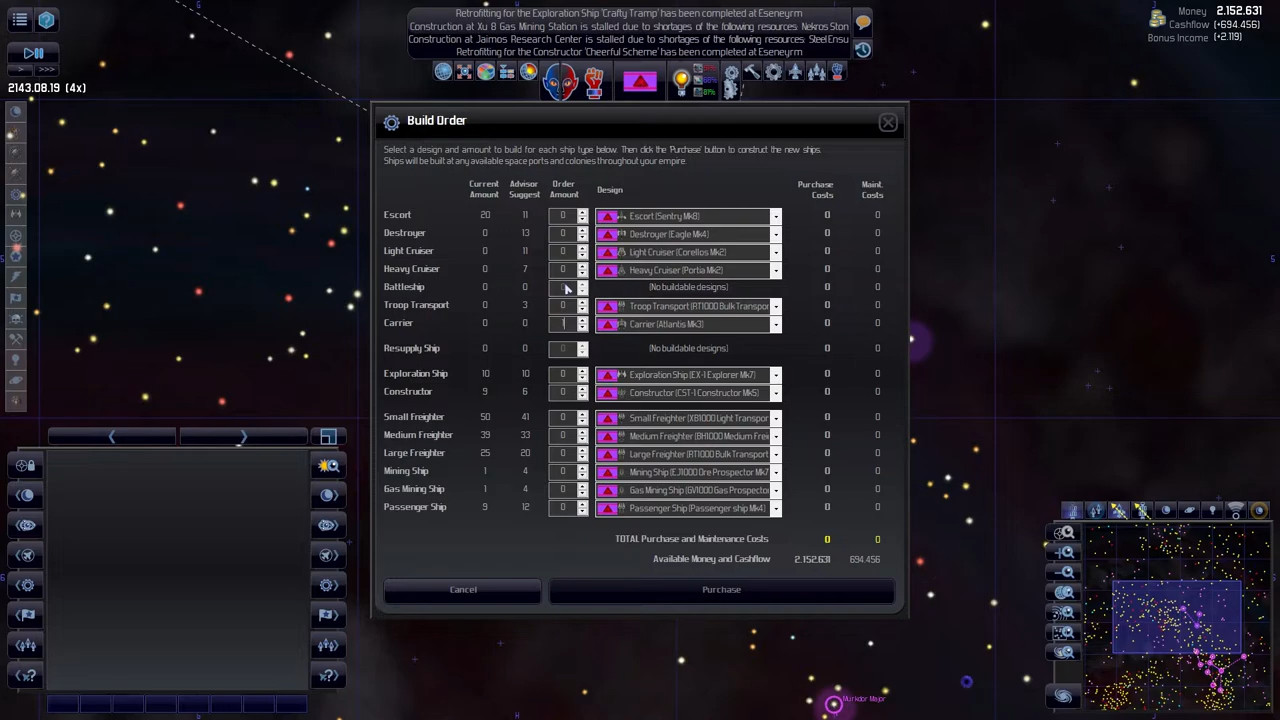 Retrofitting for the Exploration Ship 'Crafty Tramp' has been completed at Eseneyrm
Construction at Xu 8 Gas Mining Station is stalled due to shortages of the following resources: Nekros Ston
Construction at Jaimos Research Center is stalled due to shortages of the following resources: Steel Ensu
Retrofitting for the Constructor 'Cheerful Scheme' has been completed at Eseneyrm
Money 2.152.631
Cashflow (+694.456)
Bonus Income (+2.119)
> >>>
2143.08.19 (4x)
81%
Build Order
Select a design and amount to build for each ship type below. Then click the 'Purchase' button to construct the new ships.
Ships will be built at any available space ports and colonies throughout your empire.
Current Amount Advisor Suggest Order Amount Design Purchase Costs Maint. Costs
Escort 20 11 0 Escort (Sentry Mk8) 0 0
Destroyer 0 13 0 Destroyer (Eagle Mk4) 0 0
Light Cruiser 0 11 0 Light Cruiser (Corellos Mk2) 0 0
Heavy Cruiser 0 7 0 Heavy Cruiser (Portia Mk2) 0 0
Battleship 0 0 (No buildable designs)
Troop Transport 0 3 0 Troop Transport (RT1000 Bulk Transpor 0 0
Carrier 0 0 1 Carrier (Atlantis Mk3) 0 0
Resupply Ship 0 0 0 (No buildable designs)
Exploration Ship 10 10 0 Exploration Ship (EX-1 Explorer Mk7) 0 0
Constructor 9 6 0 Constructor (CST-1 Constructor Mk5) 0 0
Small Freighter 50 41 0 Small Freighter (XB1000 Light Transpor 0 0
Medium Freighter 39 33 0 Medium Freighter (BH1000 Medium Frei 0 0
Large Freighter 25 20 0 Large Freighter (RT1000 Bulk Transport 0 0
Mining Ship 1 4 0 Mining Ship (EJ1000 Ore Prospector Mk7 0 0
Gas Mining Ship 1 4 0 Gas Mining Ship (GV1000 Gas Prospector 0 0
Passenger Ship 9 12 0 Passenger Ship (Passenger ship Mk4) 0 0
TOTAL Purchase and Maintenance Costs 0 0
Available Money and Cashflow 2.152.631 694.456
Cancel Purchase
Murkdor Major